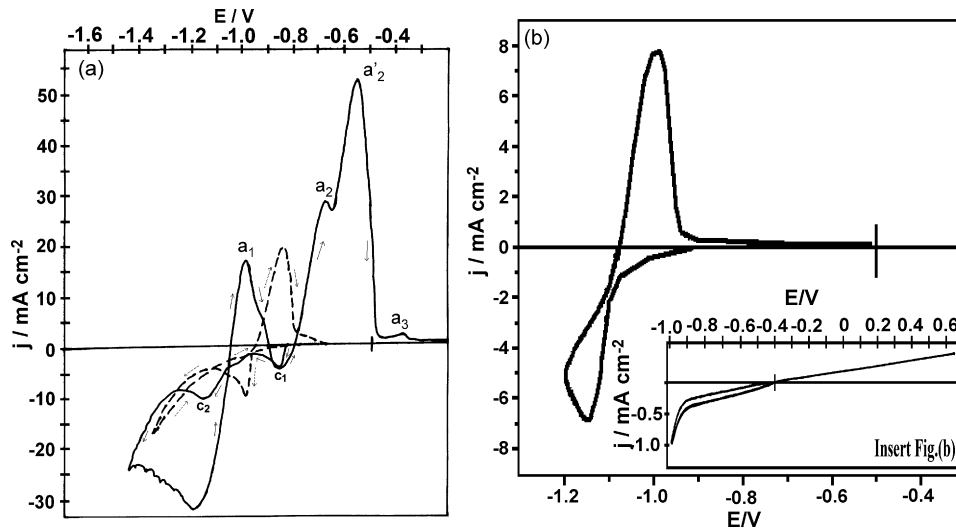 E / V
-1.6 -1.4 -1.2 -1.0 -0.8 -0.6 -0.4
(a)
j / mA cm-2
50
40
30
20
10
0
-10
-20
-30
a1
a2
a'2
a3
c1
c2
(b)
j / mA cm-2
8
6
4
2
0
-2
-4
-6
-8
-1.2 -1.0 -0.8 -0.6 -0.4
E/V
E/V
-1.0 -0.8 -0.6 -0.4 -0.2 0 0.2 0.4 0.6
j / mA cm-2
-0.5
1.0
Insert Fig.(b)